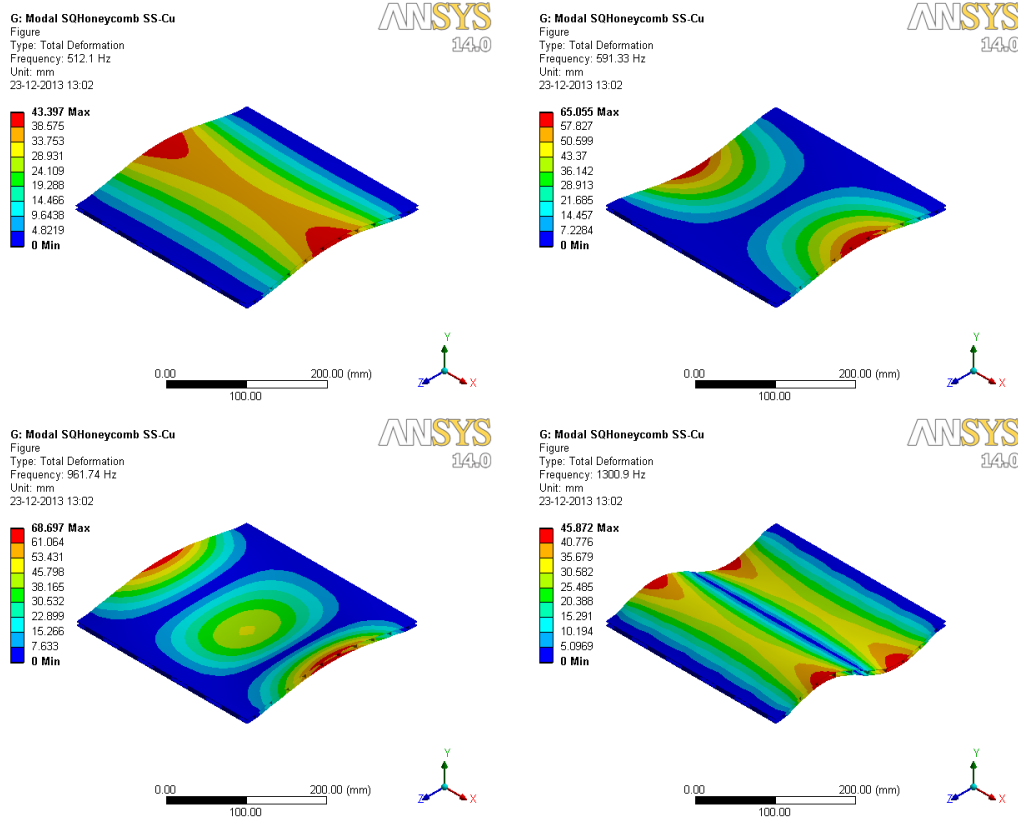 G: Modal SQHoneycomb SS-Cu
Figure
Type: Total Deformation
Frequency: 512.1 Hz
Unit: mm
23-12-2013 13:02
ANSYS
14.0
43.397 Max
38.575
33.753
28.931
24.109
19.288
14.466
9.6438
4.8219
0 Min
0.00
200.00 (mm)
100.00
Y
Z
X
G: Modal SQHoneycomb SS-Cu
Figure
Type: Total Deformation
Frequency: 591.33 Hz
Unit: mm
23-12-2013 13:02
ANSYS
14.0
65.055 Max
57.827
50.599
43.37
36.142
28.913
21.685
14.457
7.2284
0 Min
0.00
200.00 (mm)
100.00
Y
Z
X
G: Modal SQHoneycomb SS-Cu
Figure
Type: Total Deformation
Frequency: 961.74 Hz
Unit: mm
23-12-2013 13:02
ANSYS
14.0
68.697 Max
61.064
53.431
45.798
38.165
30.532
22.899
15.266
7.633
0 Min
0.00
200.00 (mm)
100.00
Y
Z
X
G: Modal SQHoneycomb SS-Cu
Figure
Type: Total Deformation
Frequency: 1300.9 Hz
Unit: mm
23-12-2013 13:02
ANSYS
14.0
45.872 Max
40.776
35.679
30.582
25.485
20.388
15.291
10.194
5.0969
0 Min
0.00
200.00 (mm)
100.00
Y
Z
X